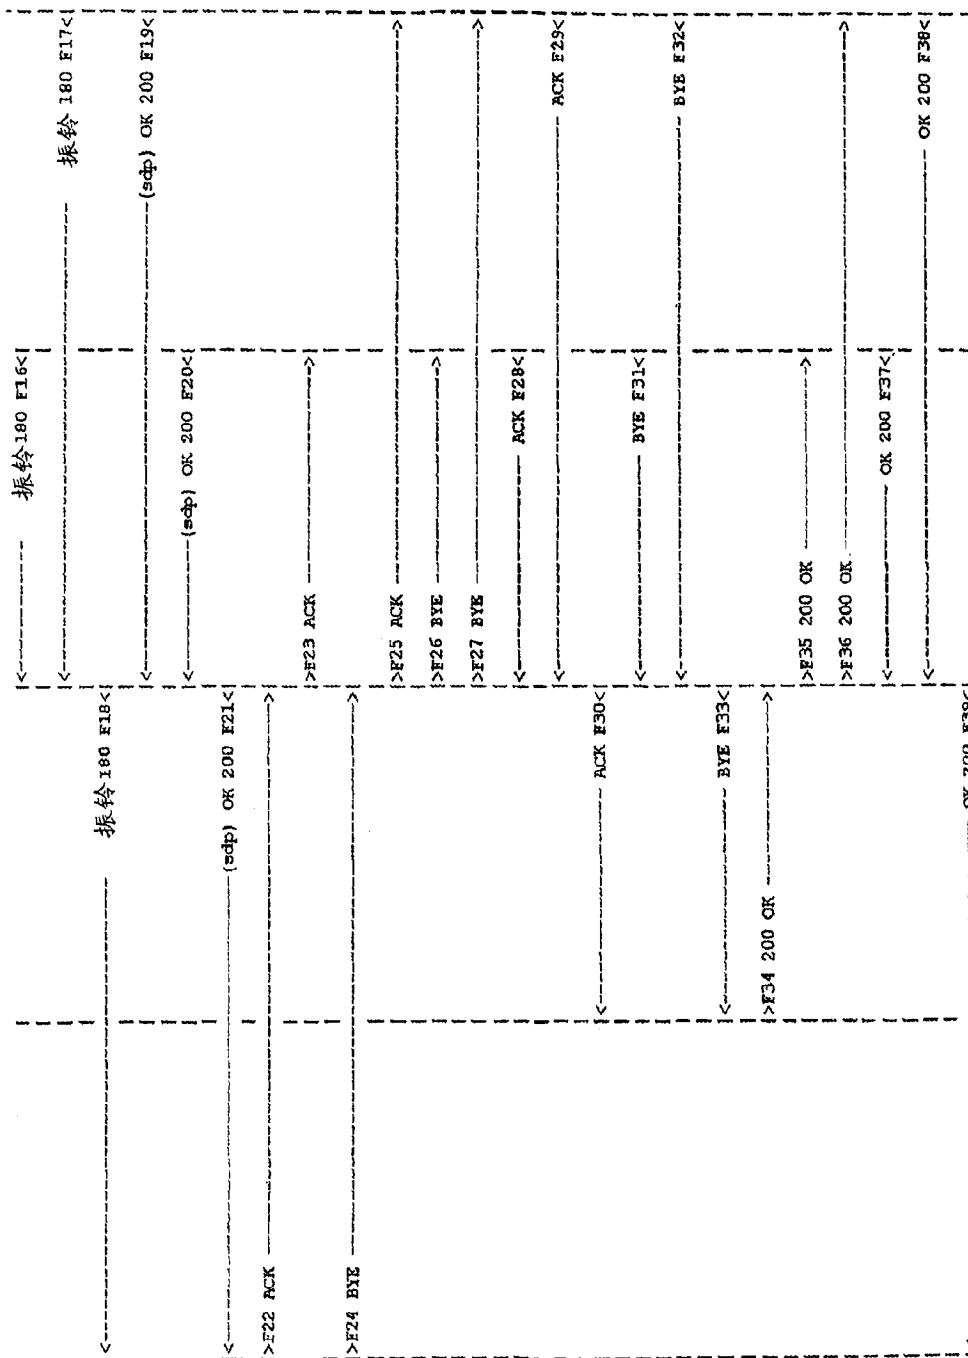 振铃180 F16<
振铃 180 F17<
振铃180 F18<
(sdp) OK 200 F19<
(sdp) OK 200 F20<
(sdp) OK 200 F21<
>F22 ACK
>F23 ACK
>F24 BYE
>F25 ACK
>F26 BYE
>F27 BYE
ACK F28<
ACK F29<
ACK F30<
BYE F31<
BYE F32<
BYE F33<
>F34 200 OK
>F35 200 OK
>F36 200 OK
OK 200 F37<
OK 200 F38<